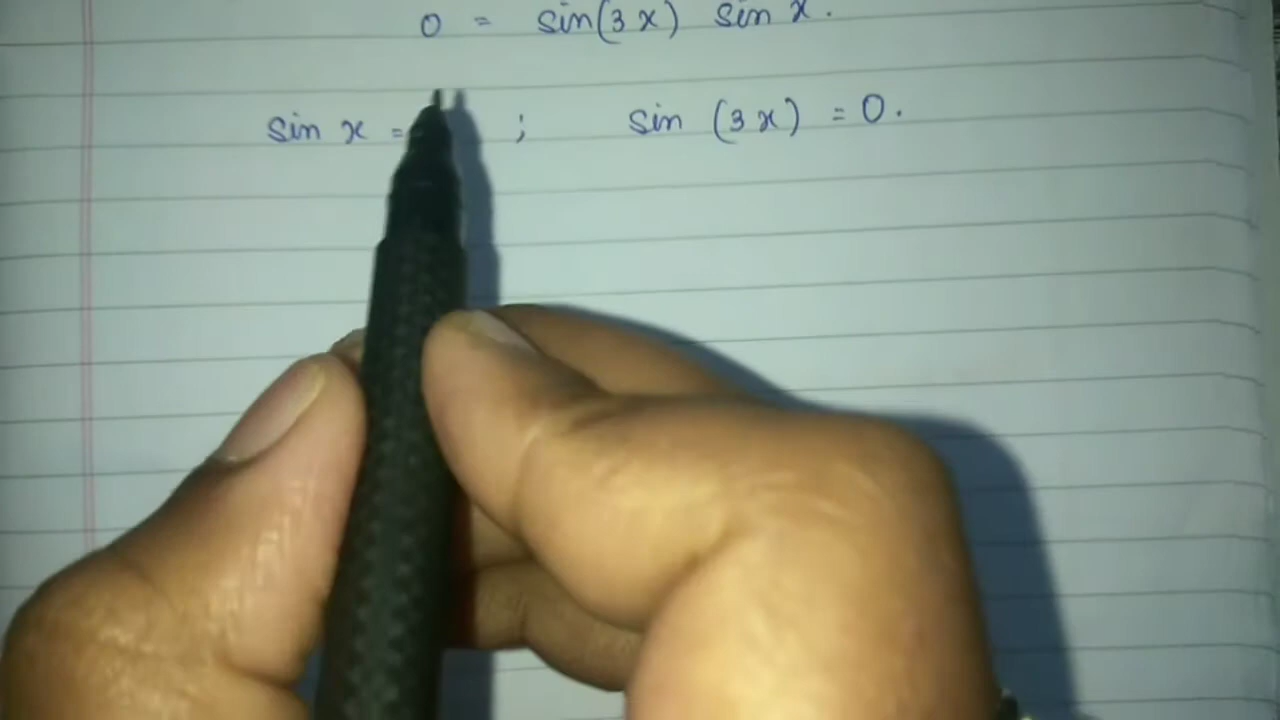 0 = sin(3x) sin x.
sin x = ; sin (3x) = 0.